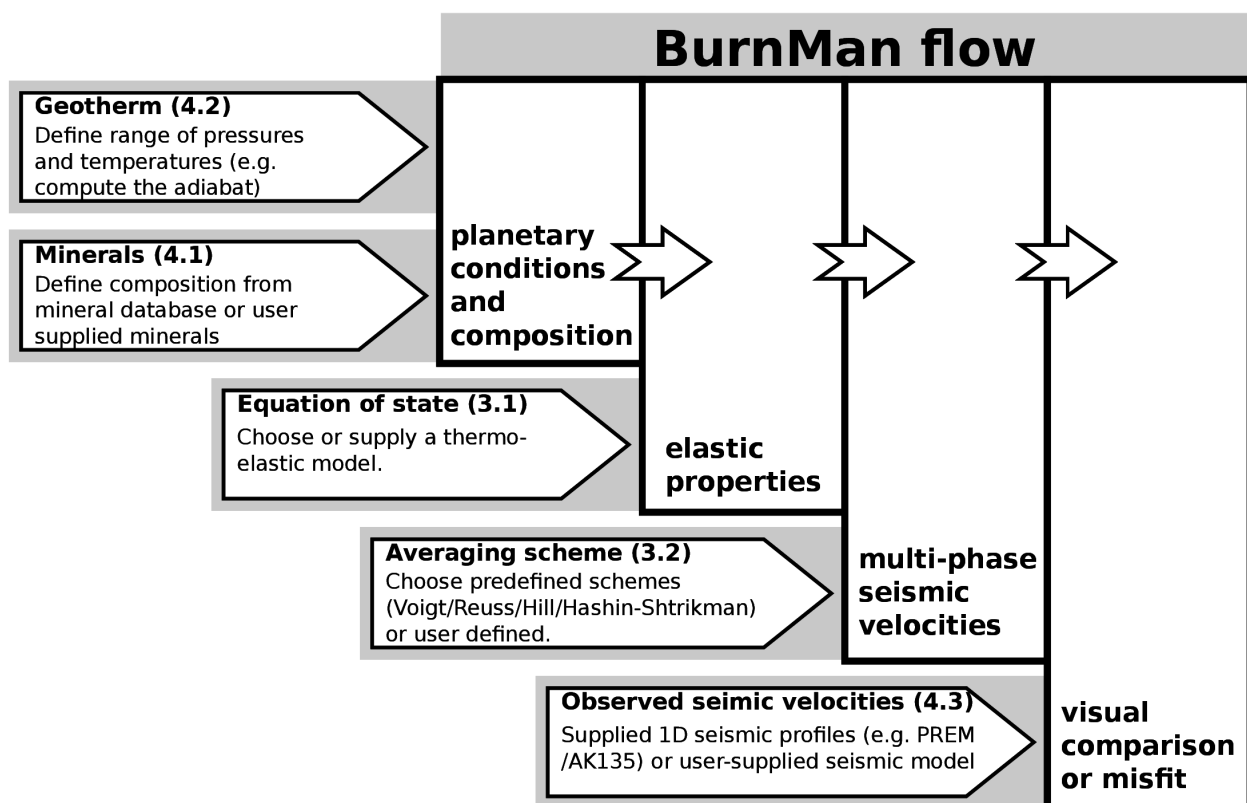 BurnMan flow
Geotherm (4.2)
Define range of pressures
and temperatures (e.g.
compute the adiabat)
Minerals (4.1)
Define composition from
mineral database or user
supplied minerals
planetary
conditions
and
composition
Equation of state (3.1)
Choose or supply a thermo-
elastic model.
elastic
properties
Averaging scheme (3.2)
Choose predefined schemes
(Voigt/Reuss/Hill/Hashin-Shtrikman)
or user defined.
multi-phase
seismic
velocities
Observed seimic velocities (4.3)
Supplied 1D seismic profiles (e.g. PREM
/AK135) or user-supplied seismic model
visual
comparison
or misfit